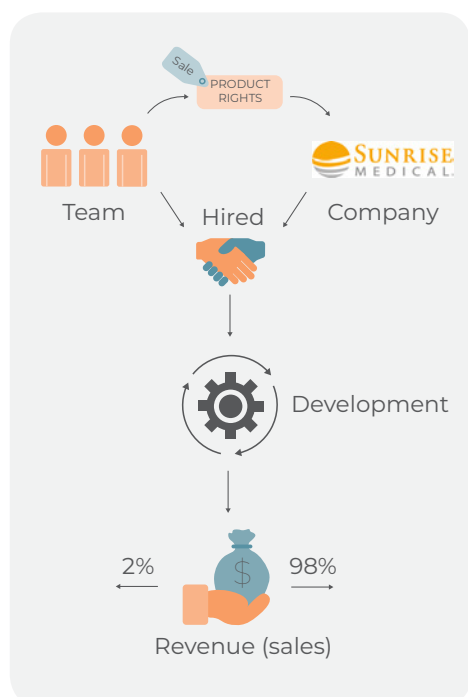 Sale
PRODUCT
RIGHTS
SUNRISE
MEDICAL.
Team
Hired
Company
Development
2%
$
98%
Revenue (sales)